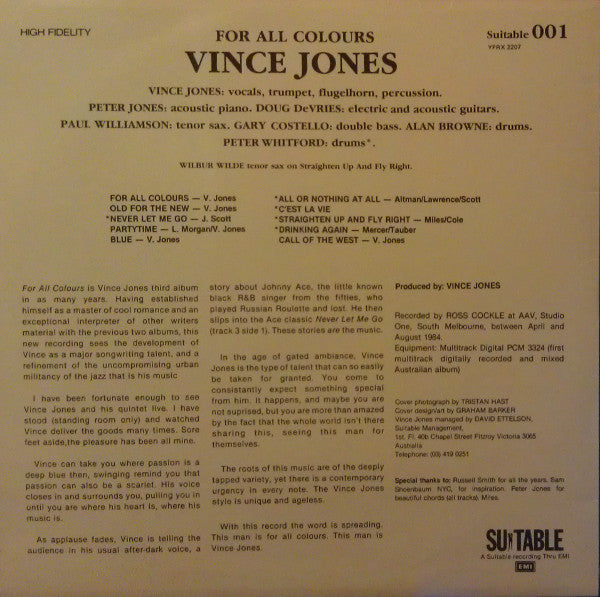 HIGH FIDELITY
FOR ALL COLOURS
VINCE JONES
Suitable 001
YPRX 2207
VINCE JONES: vocals, trumpet, flugelhorn, percussion.
PETER JONES: acoustic piano. DOUG DeVRIES: electric and acoustic guitars.
PAUL WILLIAMSON: tenor sax. GARY COSTELLO: double bass. ALAN BROWNE: drums.
PETER WHITFORD: drums*.
WILBUR WILDE tenor sax on Straighten Up And Fly Right.
FOR ALL COLOURS — V. Jones
OLD FOR THE NEW — V. Jones
*NEVER LET ME GO — J. Scott
PARTYTIME — L. Morgan/V. Jones
BLUE — V. Jones
*ALL OR NOTHING AT ALL — Altman/Lawrence/Scott
*C'EST LA VIE
*STRAIGHTEN UP AND FLY RIGHT — Miles/Cole
*DRINKING AGAIN — Mercer/Tauber
CALL OF THE WEST — V. Jones
For All Colours is Vince Jones third album
in as many years. Having established
himself as a master of cool romance and an
exceptional interpreter of other writers
material with the previous two albums, this
new recording sees the development of
Vince as a major songwriting talent, and a
refinement of the uncompromising urban
militancy of the jazz that is his music
I have been fortunate enough to see
Vince Jones and his quintet live. I have
stood (standing room only) and watched
Vince deliver the goods many times. Sore
feet aside,the pleasure has been all mine.
Vince can take you where passion is a
deep blue then, swinging remind you that
passion can also be a scarlet. His voice
closes in and surrounds you, pulling you in
until you are where his heart is, where his
music is.
As applause fades, Vince is telling the
audience in his usual after-dark voice, a
story about Johnny Ace, the little known
black R&B singer from the fifties, who
played Russian Roulette and lost. He then
slips into the Ace classic Never Let Me Go
(track 3 side 1). These stories are the music.
In the age of gated ambiance, Vince
Jones is the type of talent that can so easily
be taken for granted. You come to
consistantly expect something special
from him. It happens, and maybe you are
not suprised, but you are more than amazed
by the fact that the whole world isn't there
sharing this, seeing this man for
themselves.
The roots of this music are of the deeply
tapped variety, yet there is a contemporary
urgency in every note. The Vince Jones
style is unique and ageless.
With this record the word is spreading.
This man is for all colours. This man is
Vince Jones.
Produced by: VINCE JONES
Recorded by ROSS COCKLE at AAV, Studio
One, South Melbourne, between April and
August 1984.
Equipment: Multitrack Digital PCM 3324 (first
multitrack digitally recorded and mixed
Australian album)
Cover photograph by TRISTAN HAST
Cover design/art by GRAHAM BARKER
Vince Jones managed by DAVID ETTELSON,
Suitable Management,
1st. Fl. 40b Chapel Street Fitzroy Victoria 3065
Australia
Telephone: (03) 419 0251
Special thanks to: Russell Smith for all the years. Sam
Shoenbaum NYC, for inspiration. Peter Jones for
beautiful chords (all tracks). Miles.
SUITABLE
A Suitable recording Thru EMI
EMI